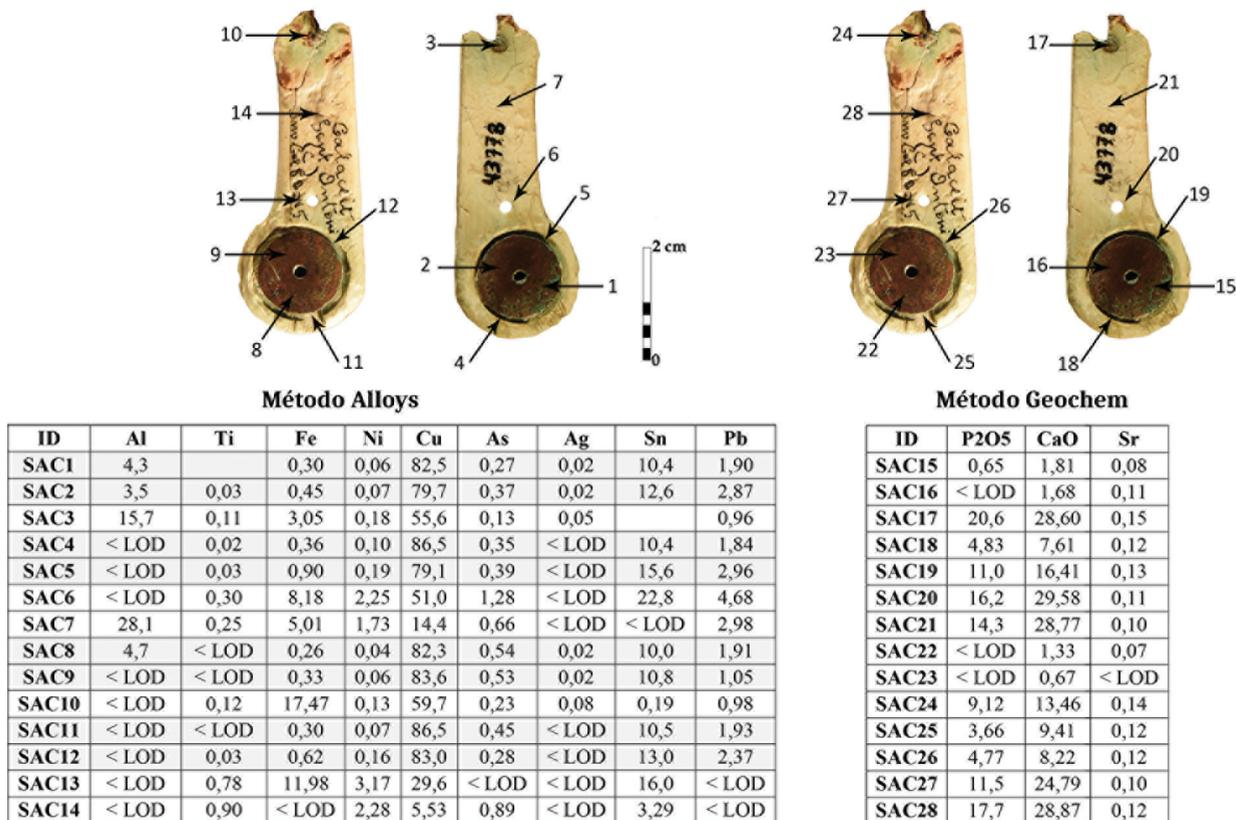 10
3
24
17
7
21
14
28
6
20
13
12
5
27
26
19
9
2
1
23
16
15
2 cm
0
8
11
4
22
25
18
43778
43778
Método Alloys
ID Al Ti Fe Ni Cu As Ag Sn Pb
SAC1 4,3 0,30 0,06 82,5 0,27 0,02 10,4 1,90
SAC2 3,5 0,03 0,45 0,07 79,7 0,37 0,02 12,6 2,87
SAC3 15,7 0,11 3,05 0,18 55,6 0,13 0,05 0,96
SAC4 < LOD 0,02 0,36 0,10 86,5 0,35 < LOD 10,4 1,84
SAC5 < LOD 0,03 0,90 0,19 79,1 0,39 < LOD 15,6 2,96
SAC6 < LOD 0,30 8,18 2,25 51,0 1,28 < LOD 22,8 4,68
SAC7 28,1 0,25 5,01 1,73 14,4 0,66 < LOD < LOD 2,98
SAC8 4,7 < LOD 0,26 0,04 82,3 0,54 0,02 10,0 1,91
SAC9 < LOD < LOD 0,33 0,06 83,6 0,53 0,02 10,8 1,05
SAC10 < LOD 0,12 17,47 0,13 59,7 0,23 0,08 0,19 0,98
SAC11 < LOD < LOD 0,30 0,07 86,5 0,45 < LOD 10,5 1,93
SAC12 < LOD 0,03 0,62 0,16 83,0 0,28 < LOD 13,0 2,37
SAC13 < LOD 0,78 11,98 3,17 29,6 < LOD < LOD 16,0 < LOD
SAC14 < LOD 0,90 < LOD 2,28 5,53 0,89 < LOD 3,29 < LOD
Método Geochem
ID P2O5 CaO Sr
SAC15 0,65 1,81 0,08
SAC16 < LOD 1,68 0,11
SAC17 20,6 28,60 0,15
SAC18 4,83 7,61 0,12
SAC19 11,0 16,41 0,13
SAC20 16,2 29,58 0,11
SAC21 14,3 28,77 0,10
SAC22 < LOD 1,33 0,07
SAC23 < LOD 0,67 < LOD
SAC24 9,12 13,46 0,14
SAC25 3,66 9,41 0,12
SAC26 4,77 8,22 0,12
SAC27 11,5 24,79 0,10
SAC28 17,7 28,87 0,12